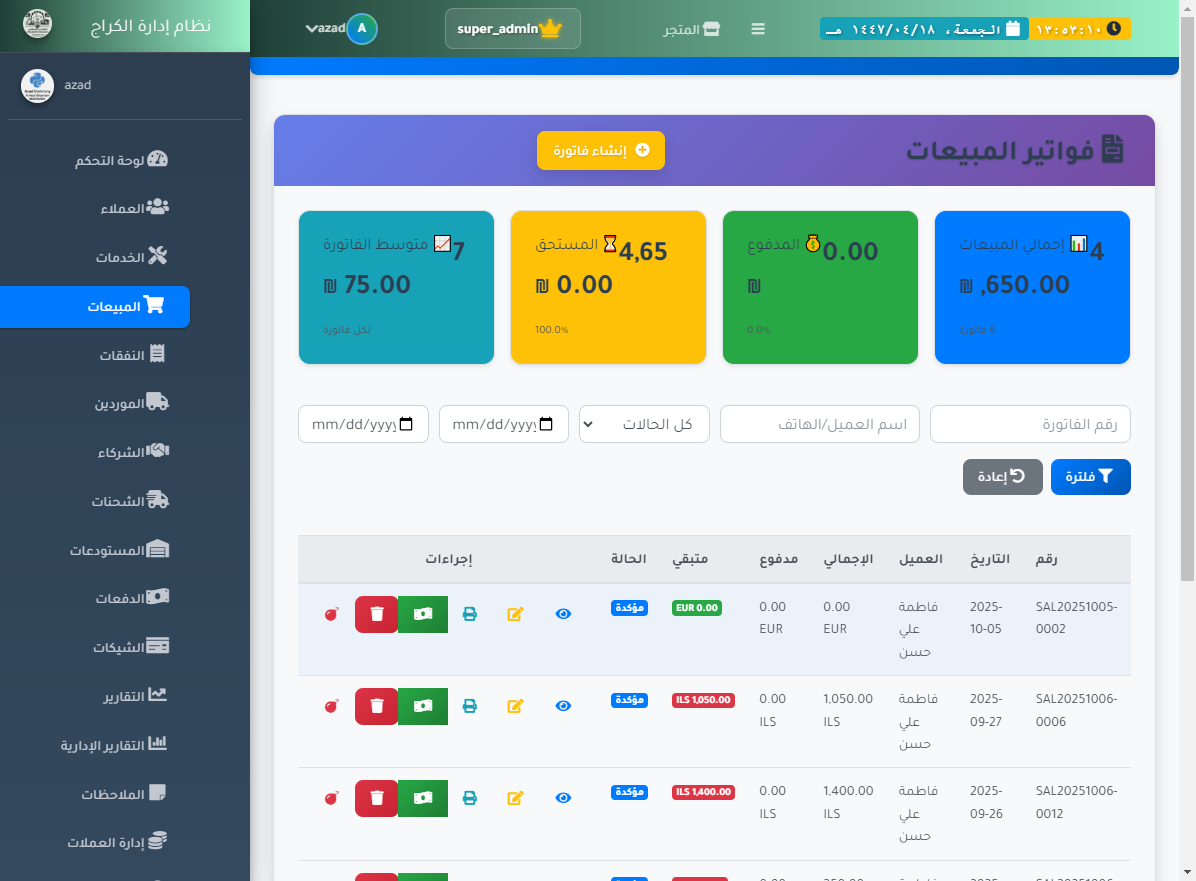 نظام إدارة الكراج
١٣:٥٣:١٠
الجمعة، ١٤٤٧/٠٤/١٨ هـ
المتجر
super_admin
A
azad
azad
لوحة التحكم
العملاء
الخدمات
المبيعات
النفقات
الموردين
الشركاء
الشحنات
المستودعات
الدفعات
الشيكات
التقارير
التقارير الإدارية
الملاحظات
إدارة العملات
فواتير المبيعات
إنشاء فاتورة
إجمالي المبيعات
4
,650.00 ₪
6 فاتورة
المدفوع
0.00
₪
0.0%
المستحق
4,65
0.00 ₪
100.0%
متوسط الفاتورة
7
75.00 ₪
لكل فاتورة
رقم الفاتورة
اسم العميل/الهاتف
كل الحالات
mm/dd/yyyy
mm/dd/yyyy
فلترة
إعادة
رقم التاريخ العميل الإجمالي مدفوع متبقي الحالة إجراءات
SAL20251005-
0002
2025-
10-05
فاطمة
علي
حسن
0.00
EUR
0.00
EUR
EUR 0.00
مؤكدة
SAL20251006-
0006
2025-
09-27
فاطمة
علي
حسن
1,050.00
ILS
0.00
ILS
ILS 1,050.00
مؤكدة
SAL20251006-
0012
2025-
09-26
فاطمة
علي
حسن
1,400.00
ILS
0.00
ILS
ILS 1,400.00
مؤكدة